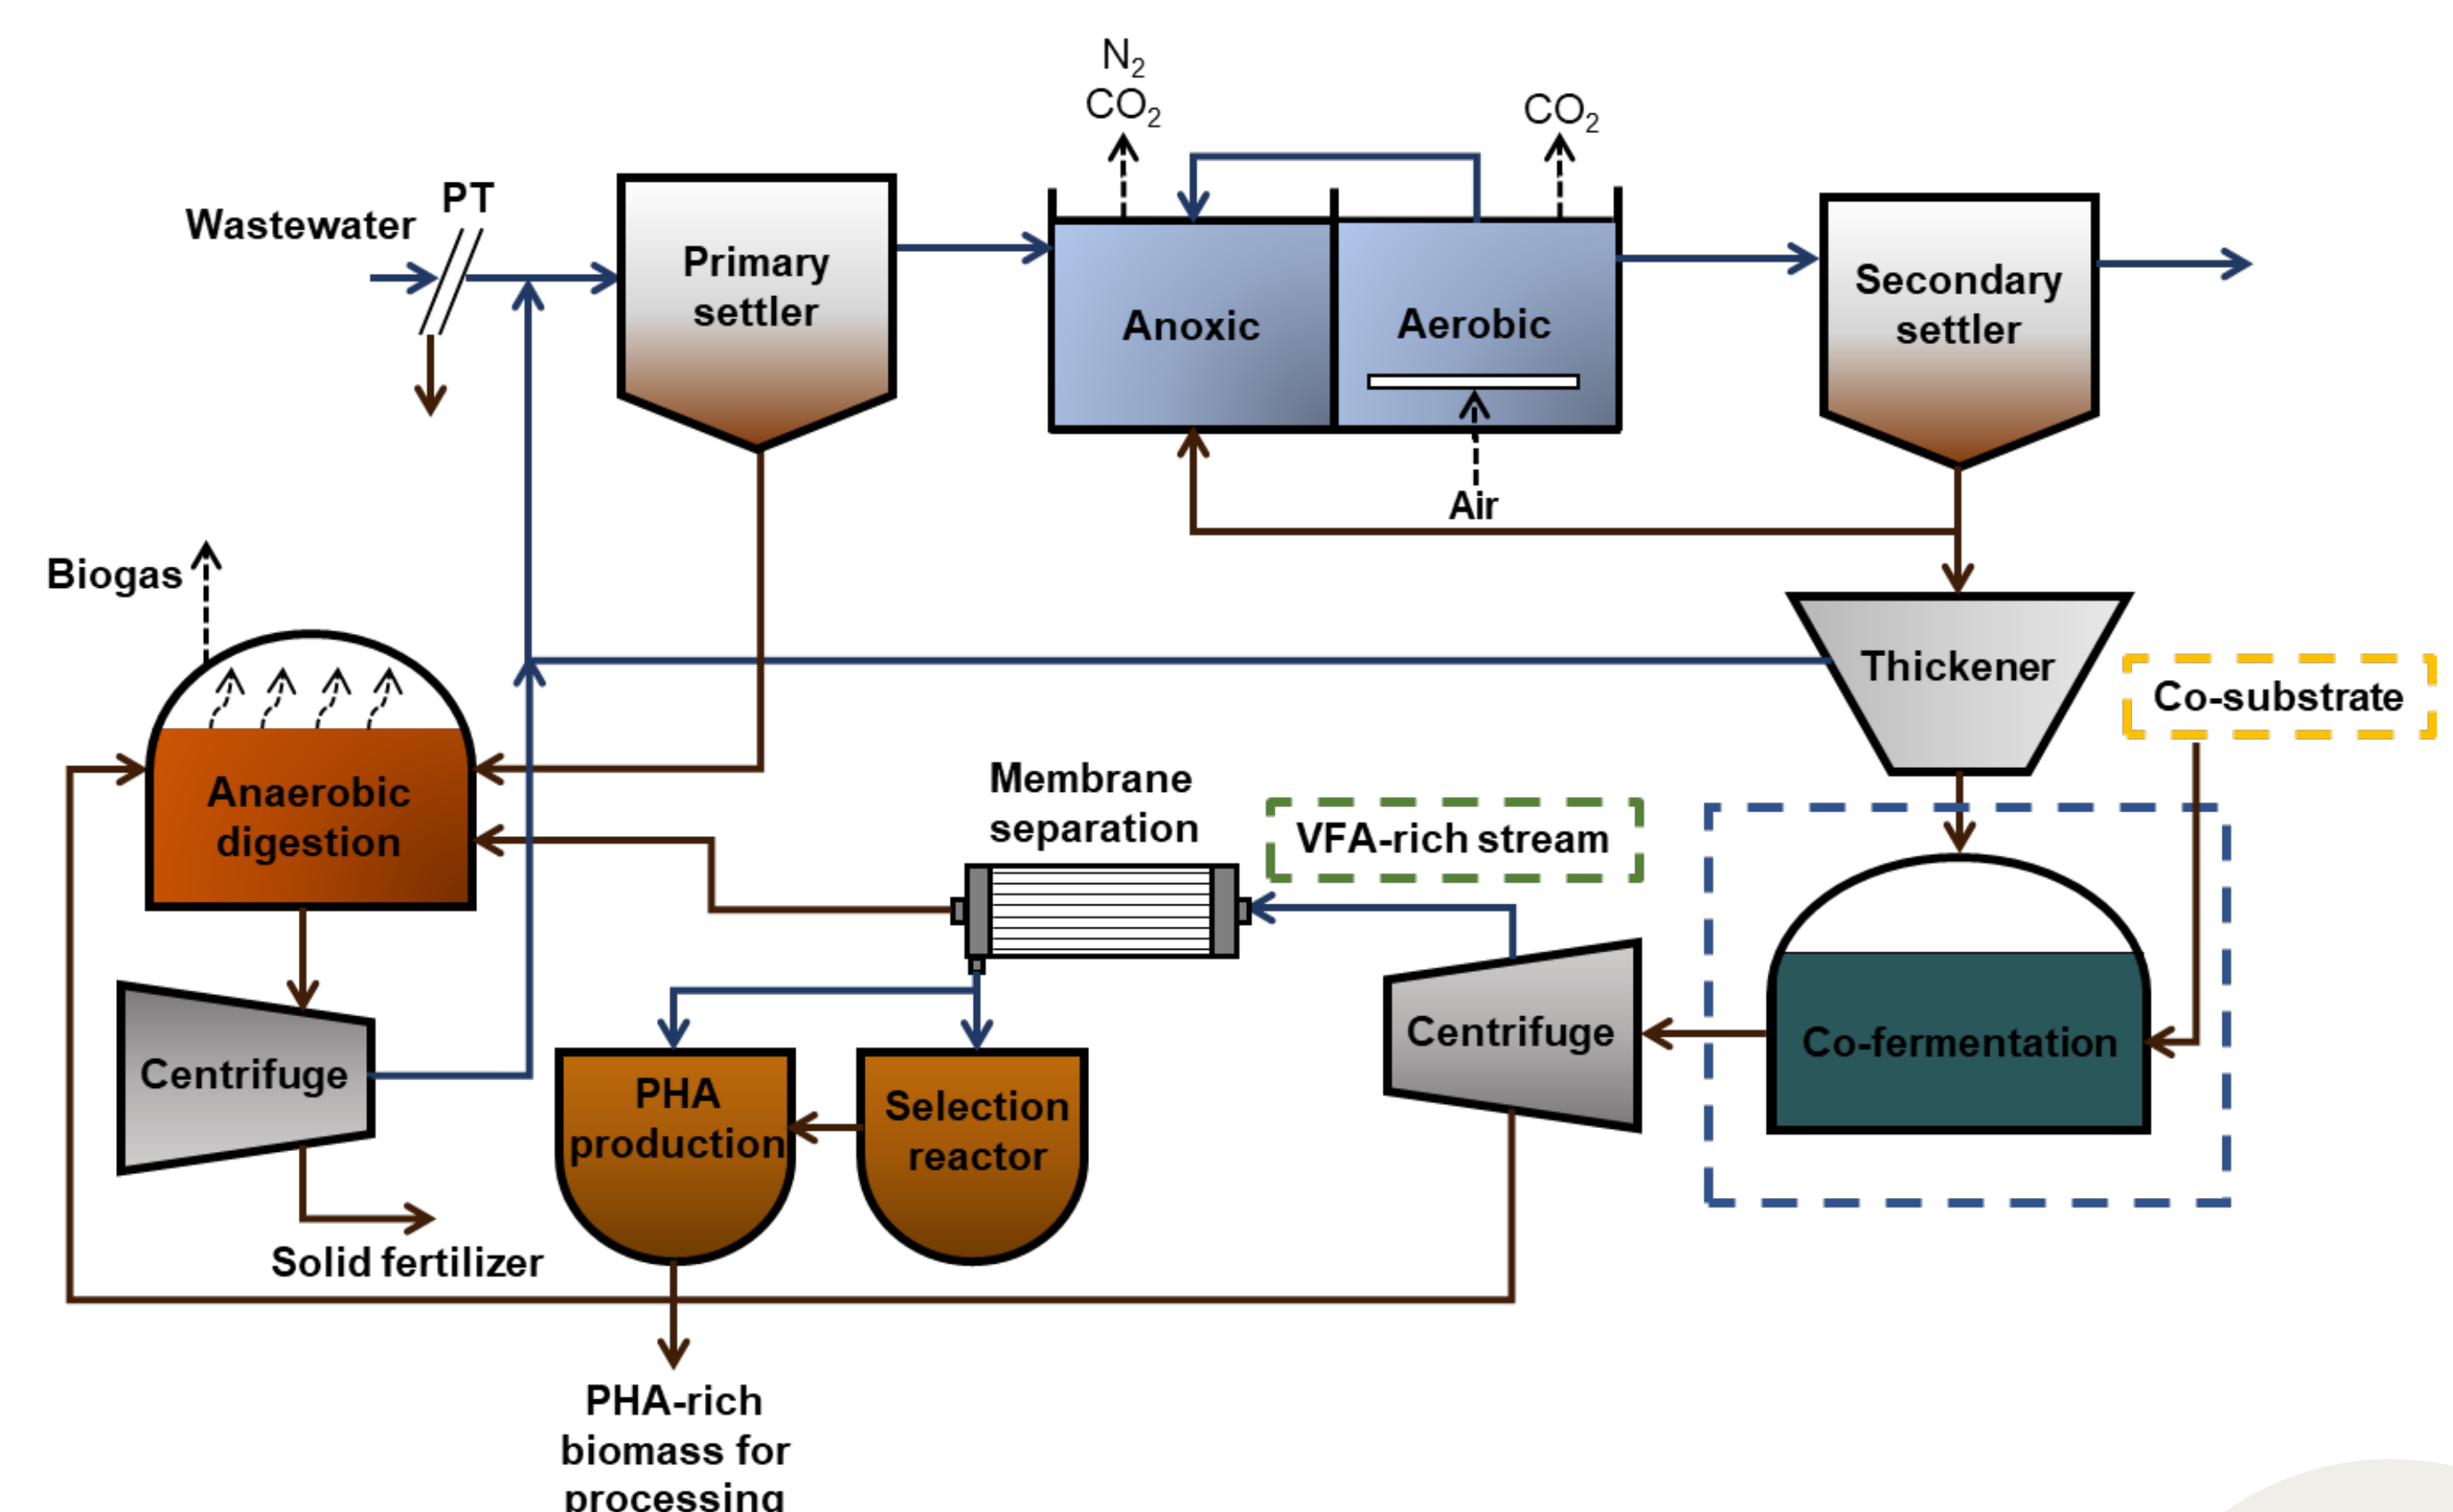 N₂
CO₂
CO₂
PT
Wastewater
Primary
settler
Anoxic
Aerobic
Secondary
settler
Air
Biogas
Thickener
Co-substrate
Anaerobic
digestion
Membrane
separation
VFA-rich stream
Centrifuge
Co-fermentation
Centrifuge
PHA
production
Selection
reactor
Solid fertilizer
PHA-rich
biomass for
processing